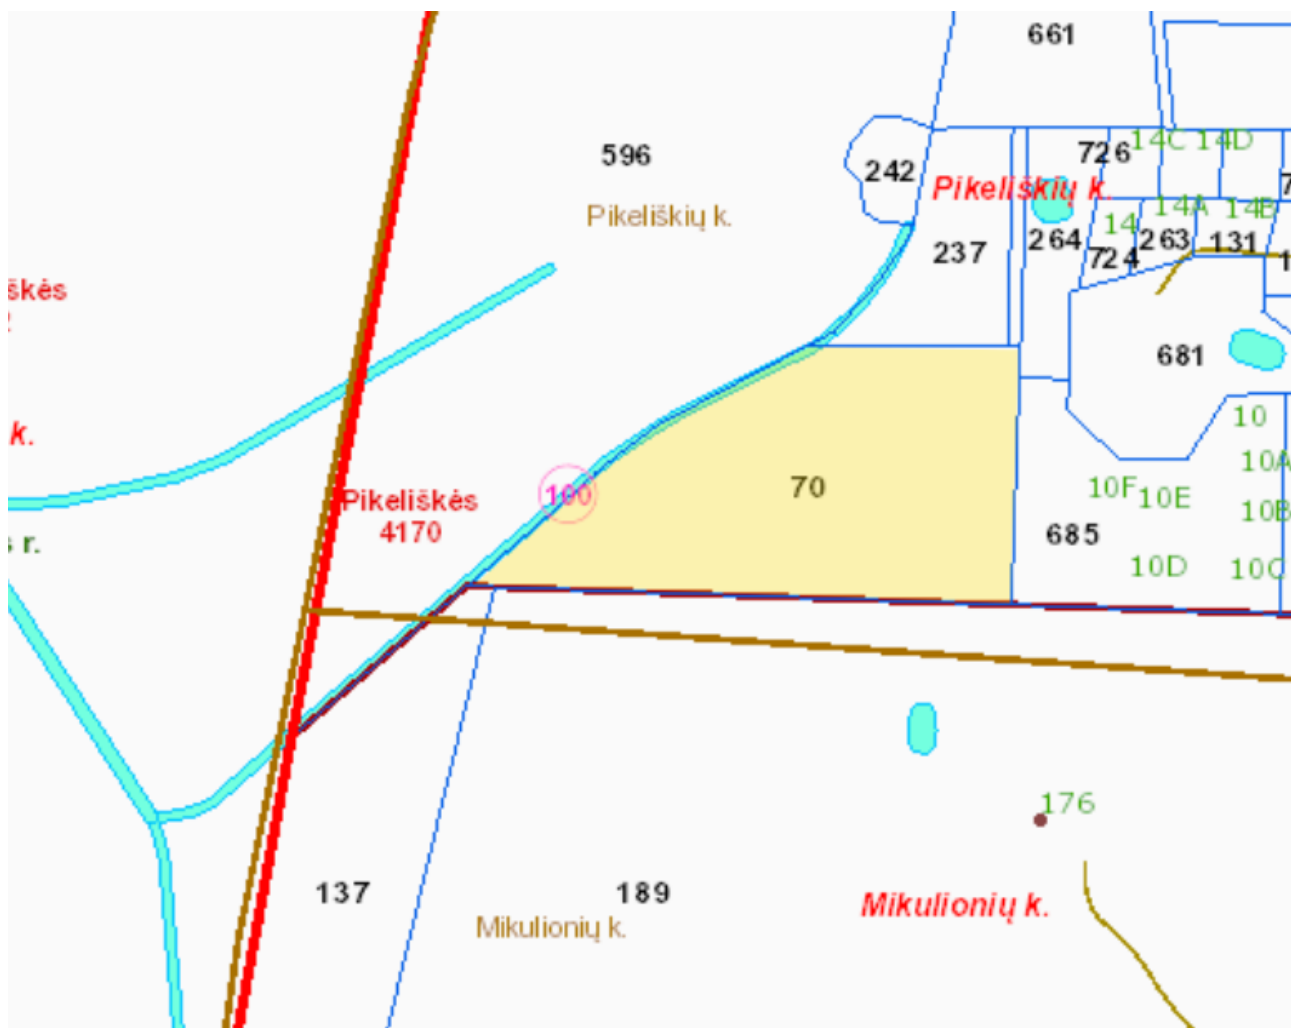 661
596
242
726
14C
14D
Pikeliškių k.
Pikeliškių k.
14A
14B
14
237
264
724
263
131
škės
681
10
k.
10A
70
10F
10E
100
Pikeliškės
4170
10B
685
r.
10D
10C
176
137
189
Mikulionių k.
Mikulionių k.